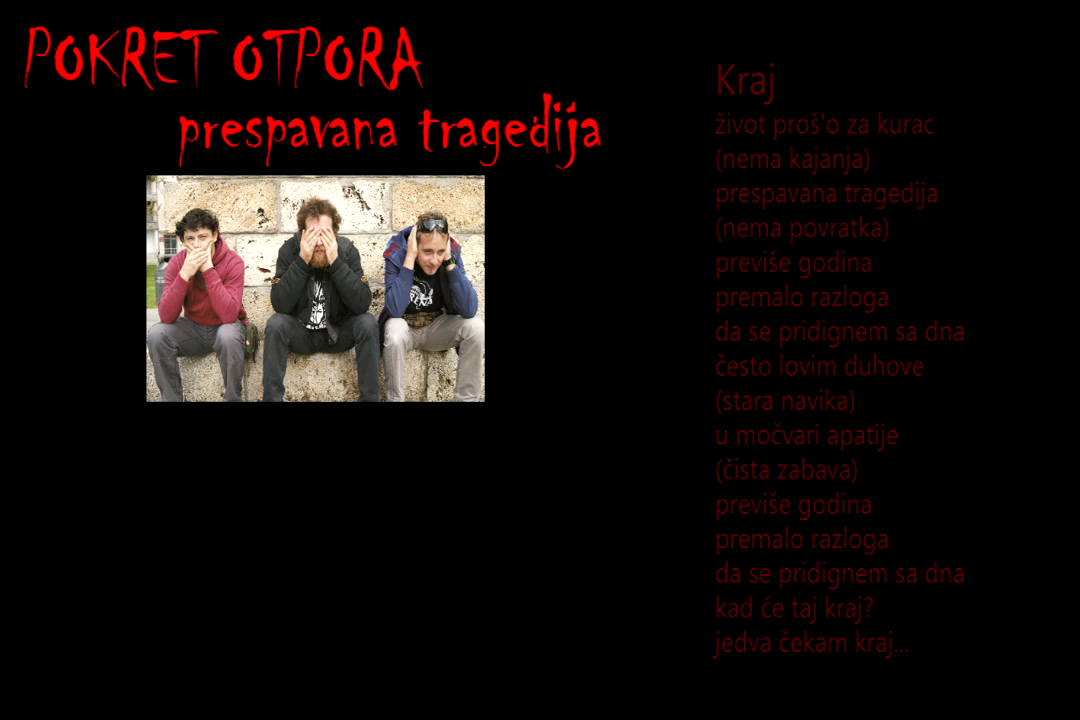 POKRET OTPORA
prespavana tragedija
Kraj
život proš'o za kurac
(nema kajanja)
prespavana tragedija
(nema povratka)
previše godina
premalo razloga
da se pridignem sa dna
često lovim duhove
(stara navika)
u močvari apatije
(čista zabava)
previše godina
premalo razloga
da se pridignem sa dna
kad će taj kraj?
jedva čekam kraj...